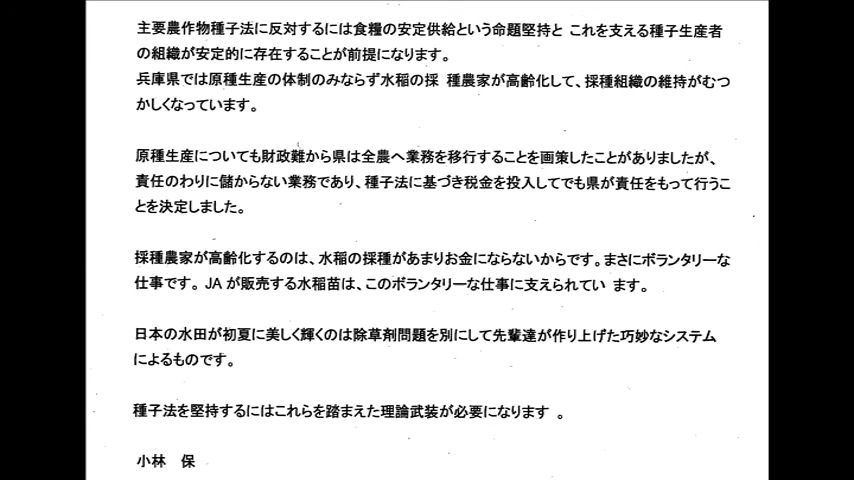 主要農作物種子法に反対するには食糧の安定供給という命題堅持と これを支える種子生産者
の組織が安定的に存在することが前提になります。
兵庫県では原種生産の体制のみならず水稲の採 種農家が高齢化して、採種組織の維持がむつ
かしくなっています。
原種生産についても財政難から県は全農へ業務を移行することを画策したことがありましたが、
責任のわりに儲からない業務であり、種子法に基づき税金を投入してでも県が責任をもって行うこ
とを決定しました。
採種農家が高齢化するのは、水稲の採種があまりお金にならないからです。まさにボランタリーな
仕事です。 JAが販売する水稲苗は、このボランタリーな仕事に支えられてい ます。
日本の水田が初夏に美しく輝くのは除草剤問題を別にして先輩達が作り上げた巧妙なシステム
によるものです。
種子法を堅持するにはこれらを踏まえた理論武装が必要になります 。
小林 保